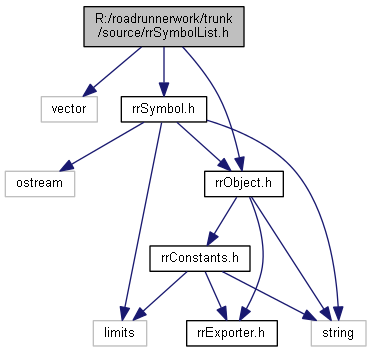 R:/roadrunnerwork/trunk
/source/rrSymbolList.h
vector
rrSymbol.h
ostream
rrObject.h
rrConstants.h
limits
rrExporter.h
string